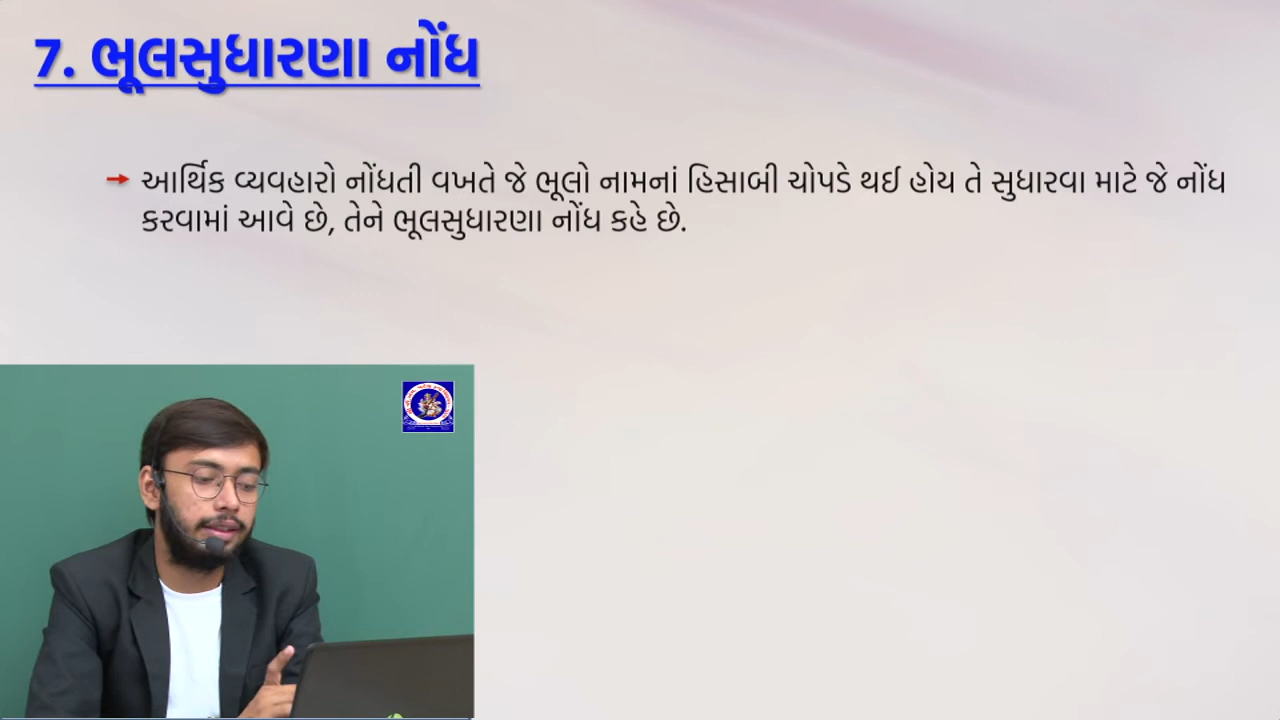 7. ભૂલસુધારણા નોંધ
આર્થિક વ્યવહારો નોંધતી વખતે જે ભૂલો નામનાં હિસાબી ચોપડે થઈ હોય તે સુધારવા માટે જે નોંધ
કરવામાં આવે છે, તેને ભૂલસુધારણા નોંધ કહે છે.